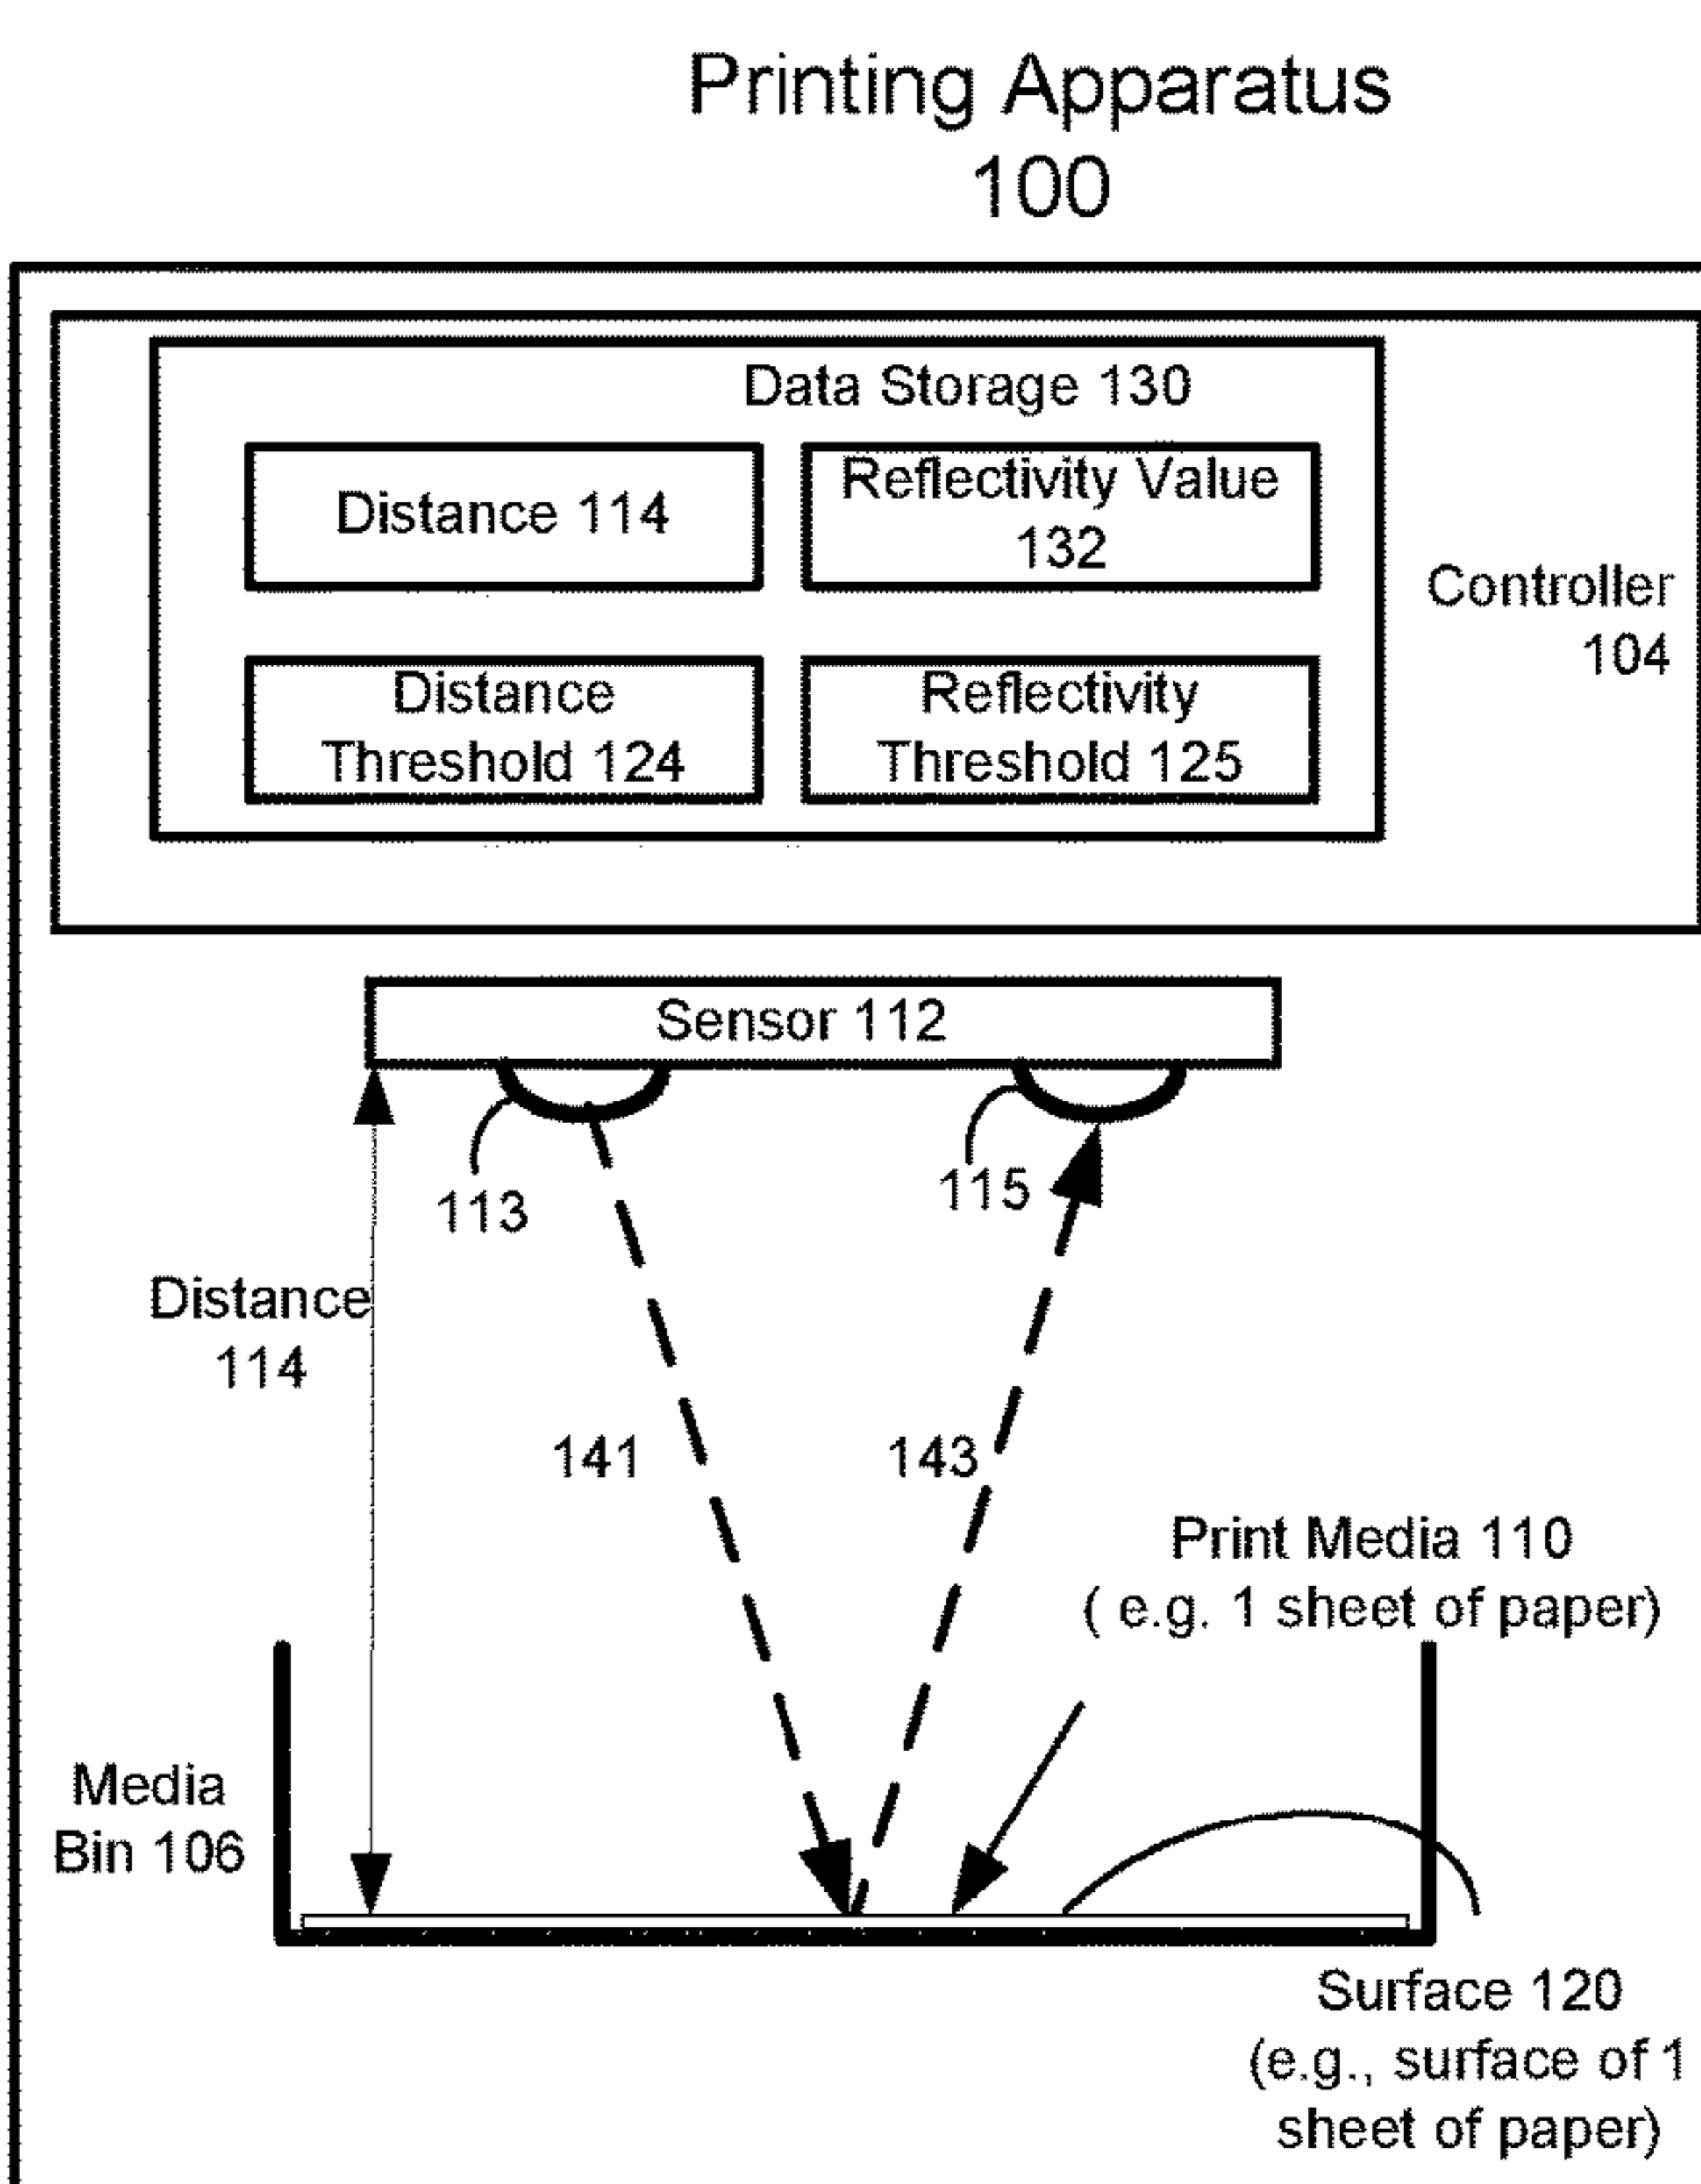 Printing Apparatus
100
Data Storage 130
Distance 114
Reflectivity Value
132
Controller
104
Distance
Threshold 124
Reflectivity
Threshold 125
Sensor 112
113
115
Distance
114
141
143
Print Media 110
( e.g. 1 sheet of paper)
Media
Bin 106
Surface 120
(e.g., surface of 1
sheet of paper)